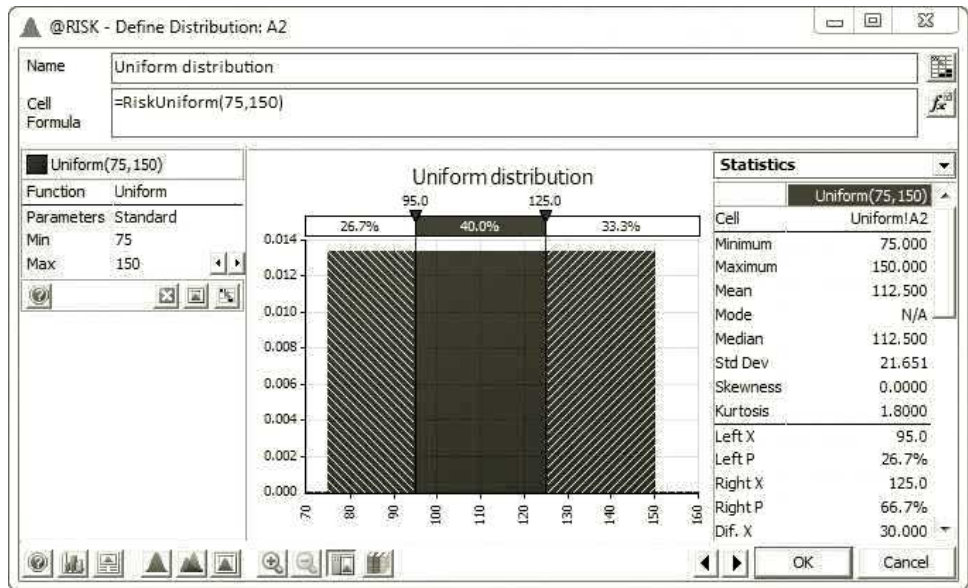 @RISK - Define Distribution: A2
Name
Uniform distribution
Cell Formula
=RiskUniform(75,150)
Uniform(75,150)
Function Uniform
Parameters Standard
Min 75
Max 150
Uniform distribution
95.0 125.0
26.7% 40.0% 33.3%
0.014
0.012
0.010
0.008
0.006
0.004
0.002
0.000
70 80 90 100 110 120 130 140 150 160
Statistics
Uniform(75,150)
Cell Uniform!A2
Minimum 75.000
Maximum 150.000
Mean 112.500
Mode N/A
Median 112.500
Std Dev 21.651
Skewness 0.0000
Kurtosis 1.8000
Left X 95.0
Left P 26.7%
Right X 125.0
Right P 66.7%
Dif. X 30.000
OK Cancel